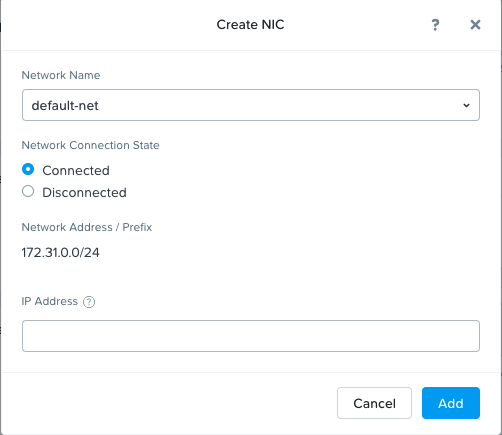 Create NIC
?
Network Name
default-net
Network Connection State
Connected
Disconnected
Network Address / Prefix
172.31.0.0/24
IP Address ?
Cancel Add